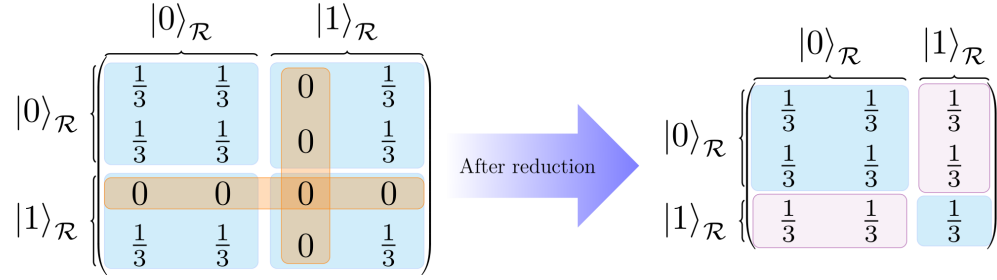 |0⟩_ℛ |1⟩_ℛ
|0⟩_ℛ
1/3 1/3 0 1/3
1/3 1/3 0 1/3
|1⟩_ℛ
0 0 0 0
1/3 1/3 0 1/3
After reduction
|0⟩_ℛ |1⟩_ℛ
|0⟩_ℛ
1/3 1/3 1/3
1/3 1/3 1/3
|1⟩_ℛ
1/3 1/3 1/3